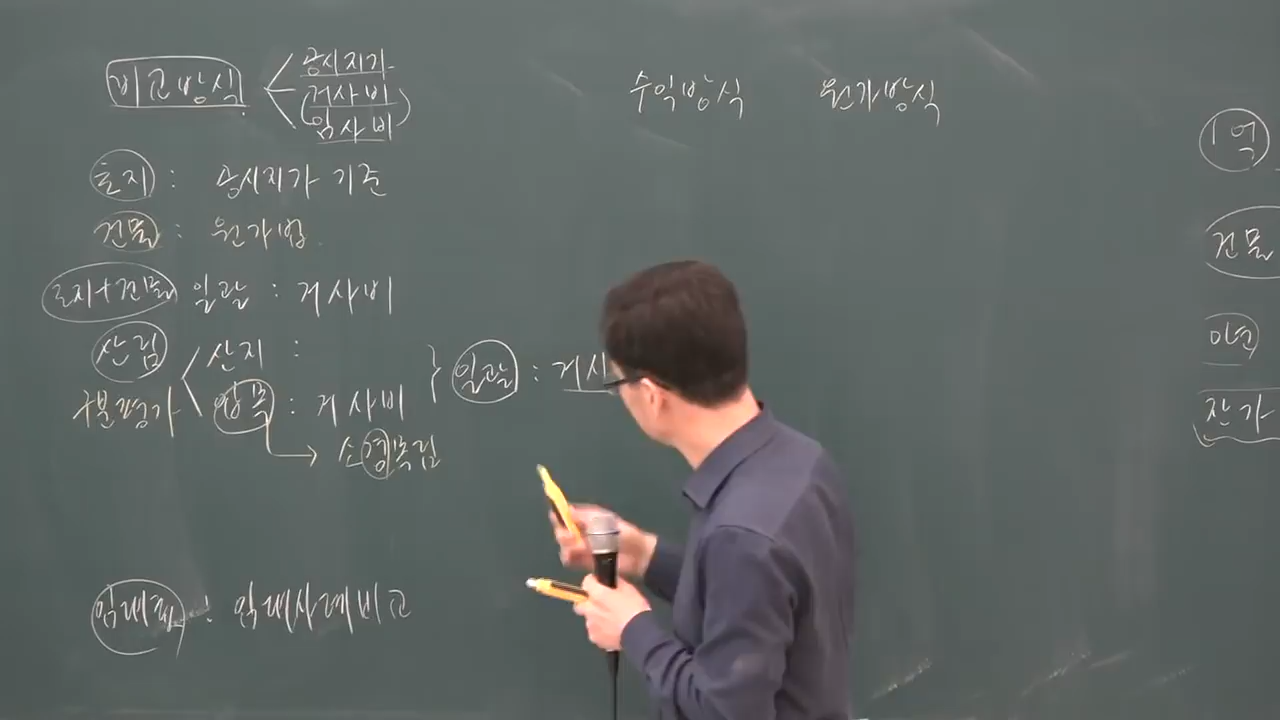 비교방식 공시지가
거사비
임사비
수익방식 원가방식
토지 : 공시지가 기준
건물 : 원가법
토지+건물 일괄 : 거사비
산림 산지 :
구분평가 입목 : 거사비
일괄 : 거사
소경목림
임대료 : 임대사례비교
1억
건물
이연
잔가